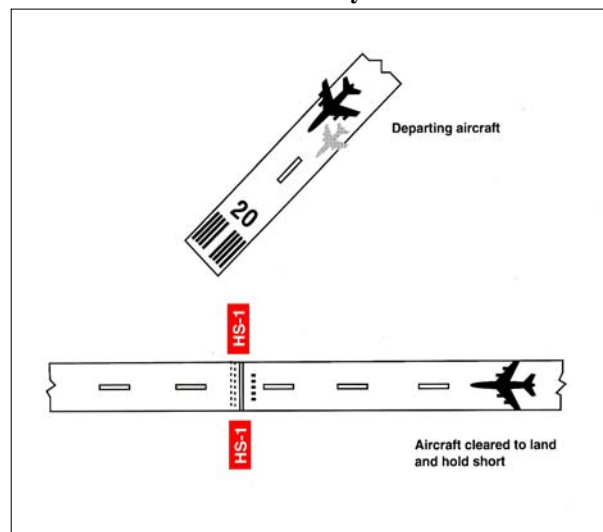 Departing aircraft
20
HS-1
HS-1
Aircraft cleared to land
and hold short